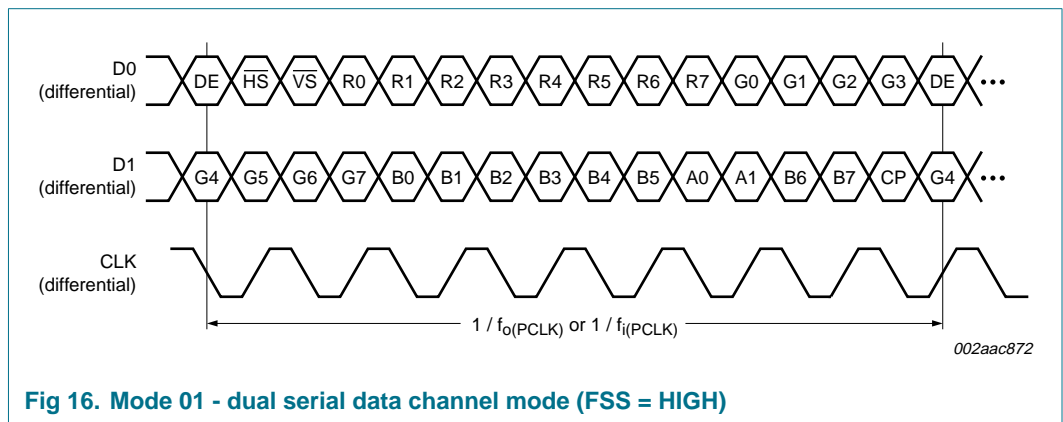 D0
(differential)
DE H̅S̅ V̅S̅ R0 R1 R2 R3 R4 R5 R6 R7 G0 G1 G2 G3 DE •••
D1
(differential)
G4 G5 G6 G7 B0 B1 B2 B3 B4 B5 A0 A1 B6 B7 CP G4 •••
CLK
(differential)
1 / fo(PCLK) or 1 / fi(PCLK)
002aac872
Fig 16. Mode 01 - dual serial data channel mode (FSS = HIGH)